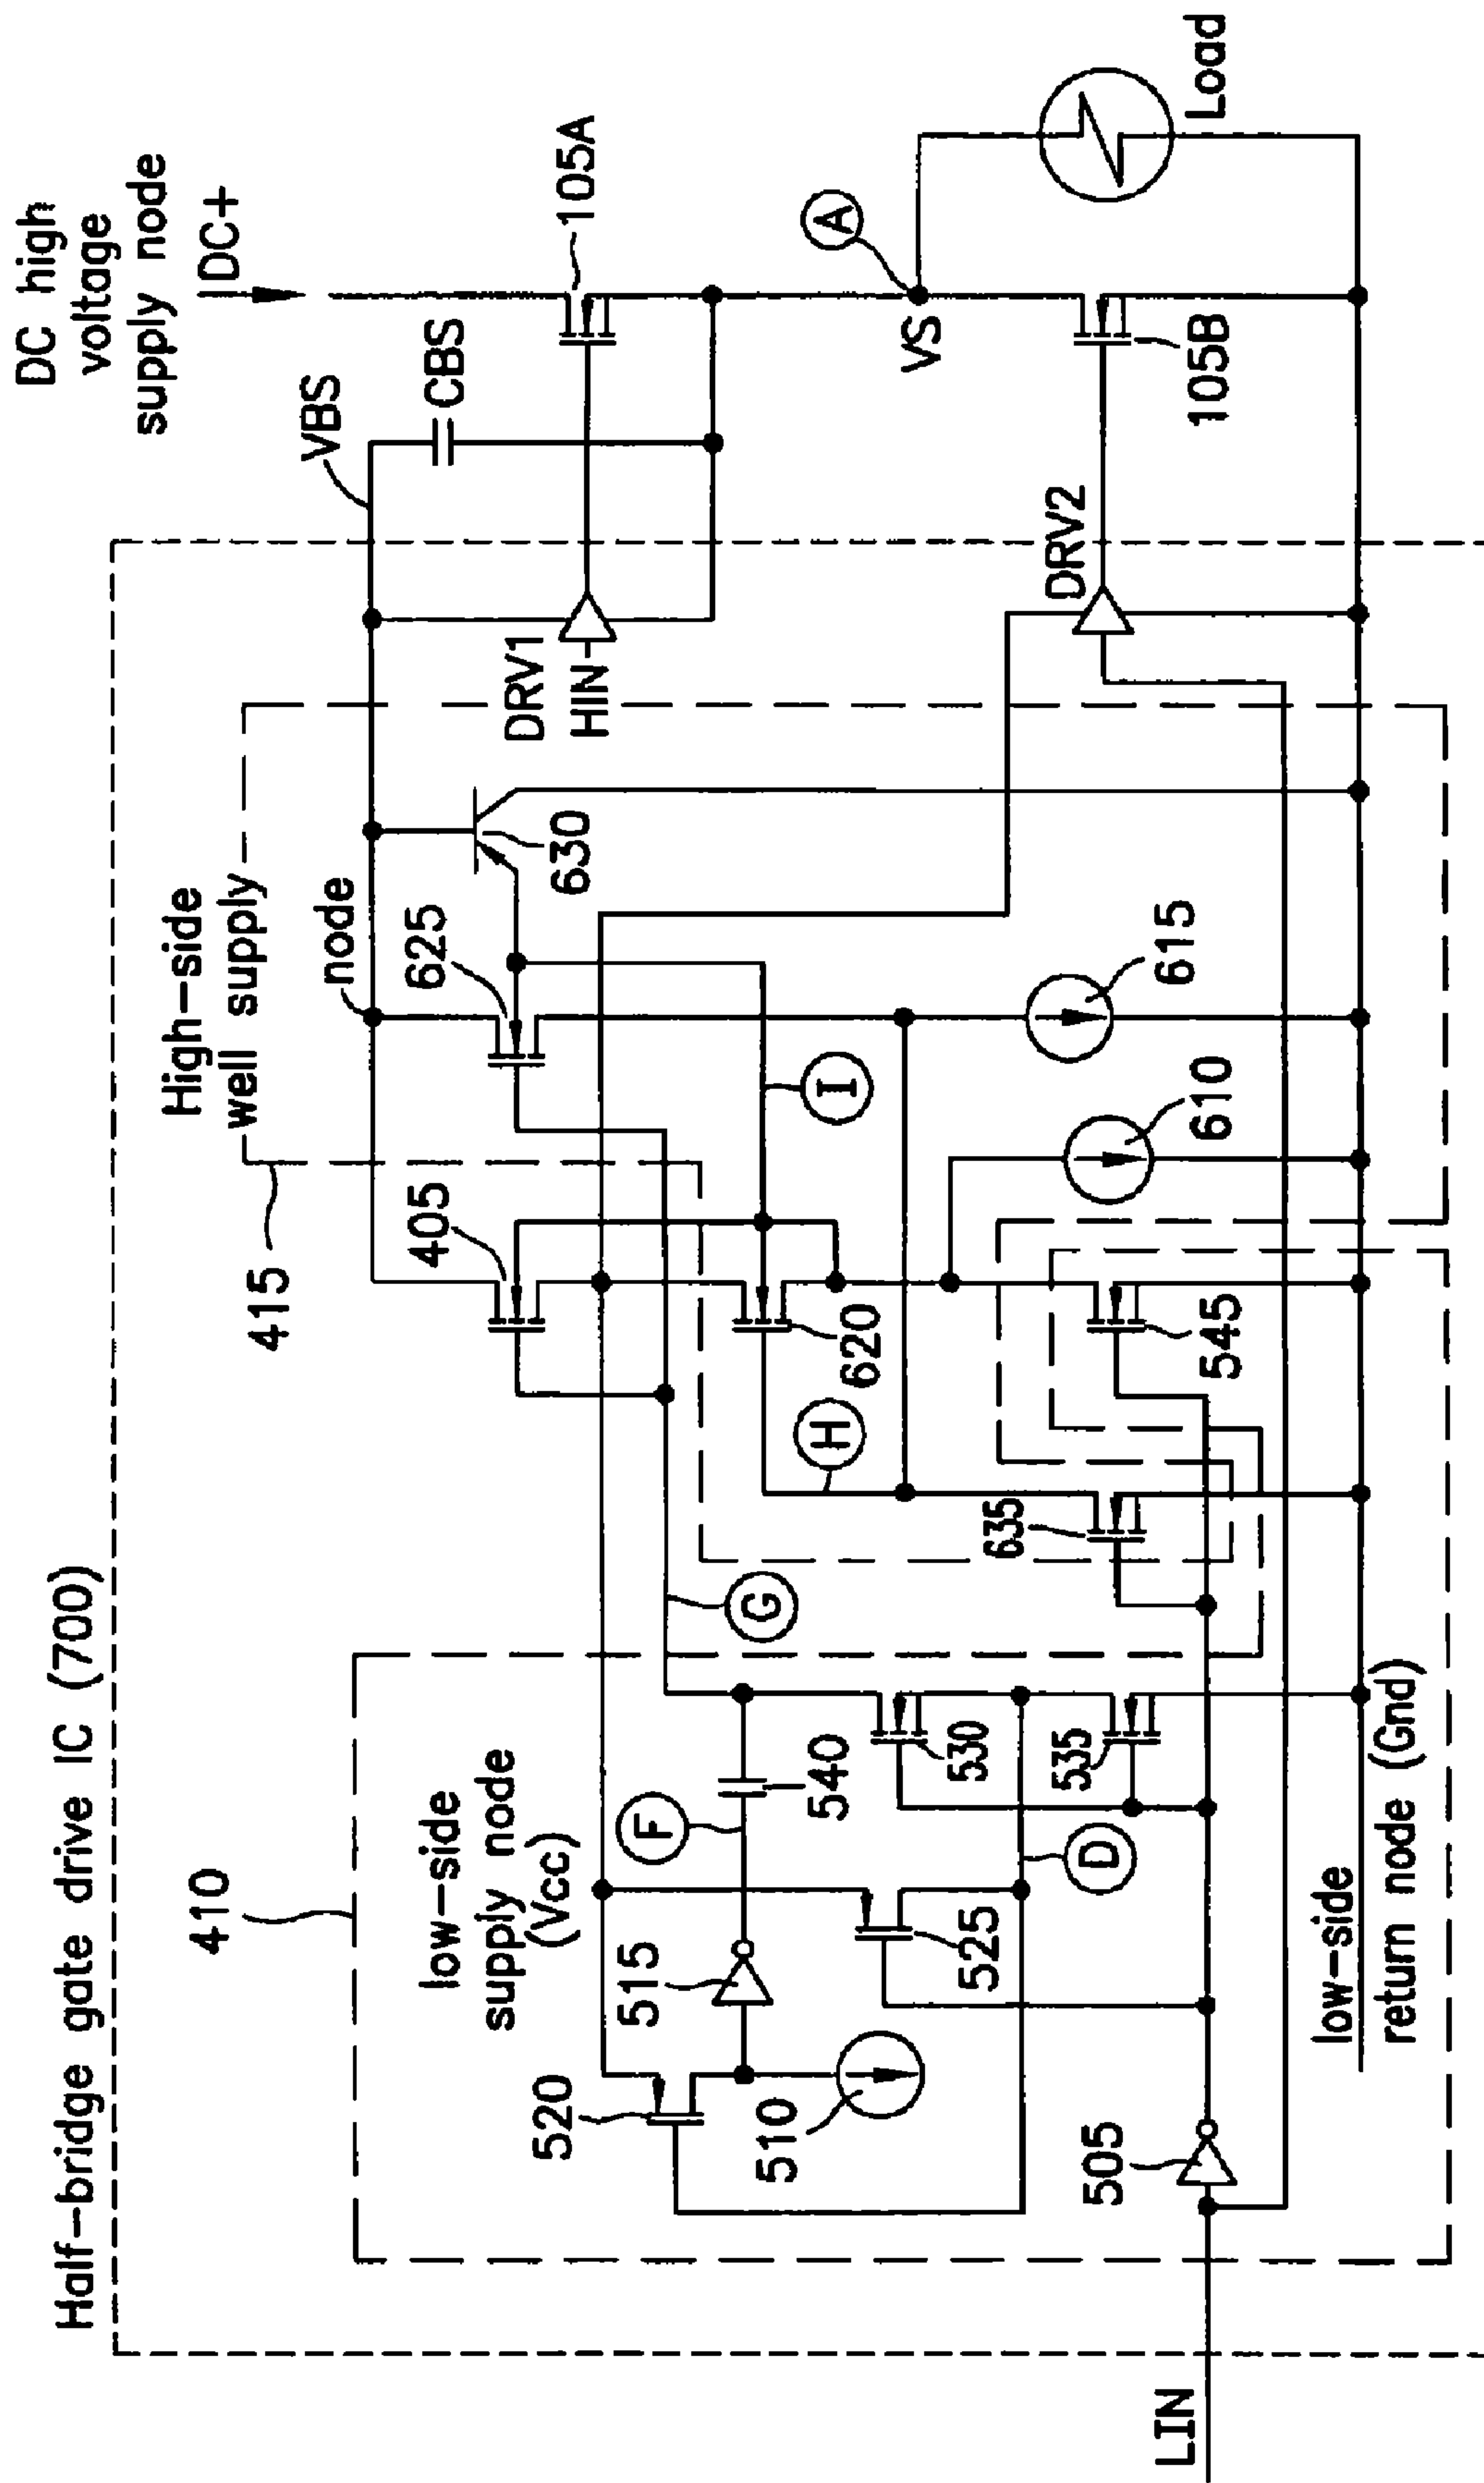 Half-bridge gate drive IC (700)
410
415
High-side
well supply
node
VBS
DC high
voltage
supply node
DC+
CBS
105A
DRV1
HIN
625
630
405
low-side
supply node
(Vcc)
520
515
510
F
540
525
G
530
D
535
H
620
I
635
545
610
615
DRV2
VS
A
105B
Load
505
LIN
low-side
return node (Gnd)